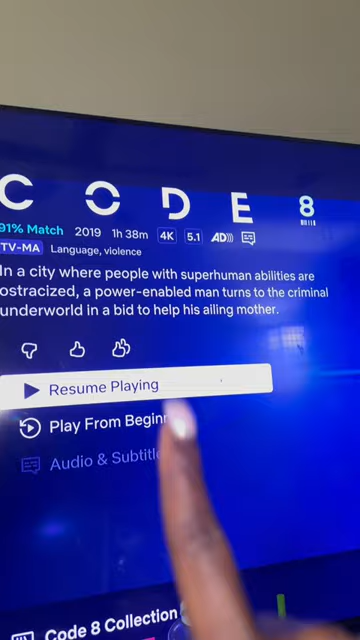 CODE 8
91% Match 2019 1h 38m 4K 5.1 AD
TV-MA Language, violence
In a city where people with superhuman abilities are
ostracized, a power-enabled man turns to the criminal
underworld in a bid to help his ailing mother.
Resume Playing
Play From Beginn
Audio & Subtitle
Code 8 Collection